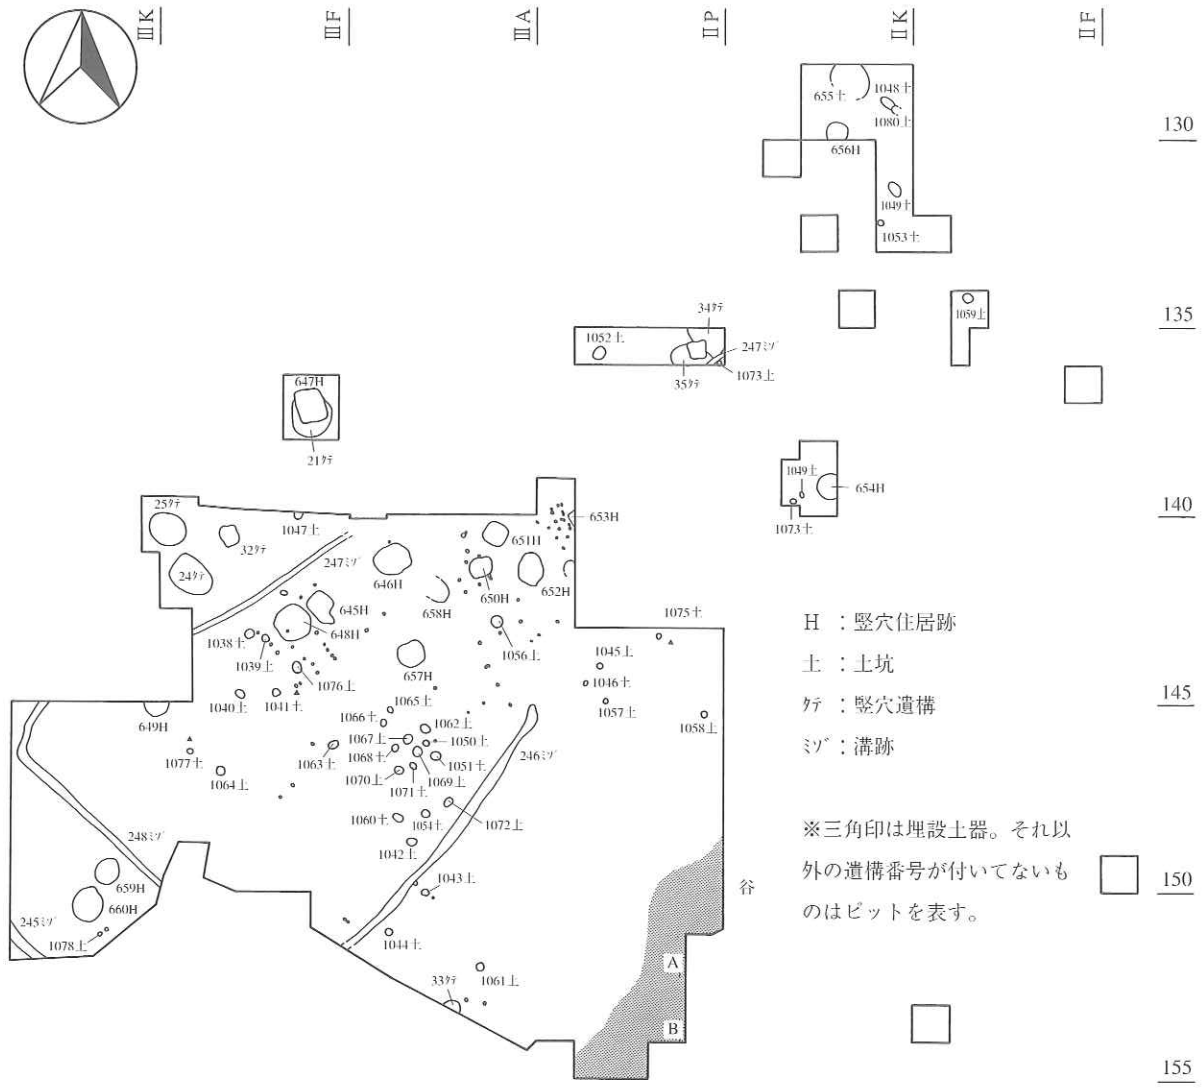 ⅢK
ⅢF
ⅢA
ⅡP
ⅡK
ⅡF
130
135
140
145
150
155
655土
1048土
1080土
656H
1049土
1053土
1059土
34タテ
1052土
247ミゾ
1073土
35タテ
647H
21タテ
1049土
654H
1073土
25タテ
32タテ
24タテ
1047土
247ミゾ
653H
651H
646H
658H
650H
652H
645H
648H
1038土
1039土
1056土
1075土
1076土
657H
1045土
1046土
1057土
1058土
1040土
1041土
1065土
1066土
1062土
1067土
1050土
1068土
1051土
1063土
1069土
1070土
1071土
649H
1077土
1064土
246ミゾ
1060土
1054土
1072土
1042土
248ミゾ
1043土
659H
660H
245ミゾ
1078土
1044土
1061土
33タテ
谷
A
B
H：竪穴住居跡
土：土坑
タテ：竪穴遺構
ミゾ：溝跡
※三角印は埋設土器。それ以
外の遺構番号が付いてないも
のはピットを表す。